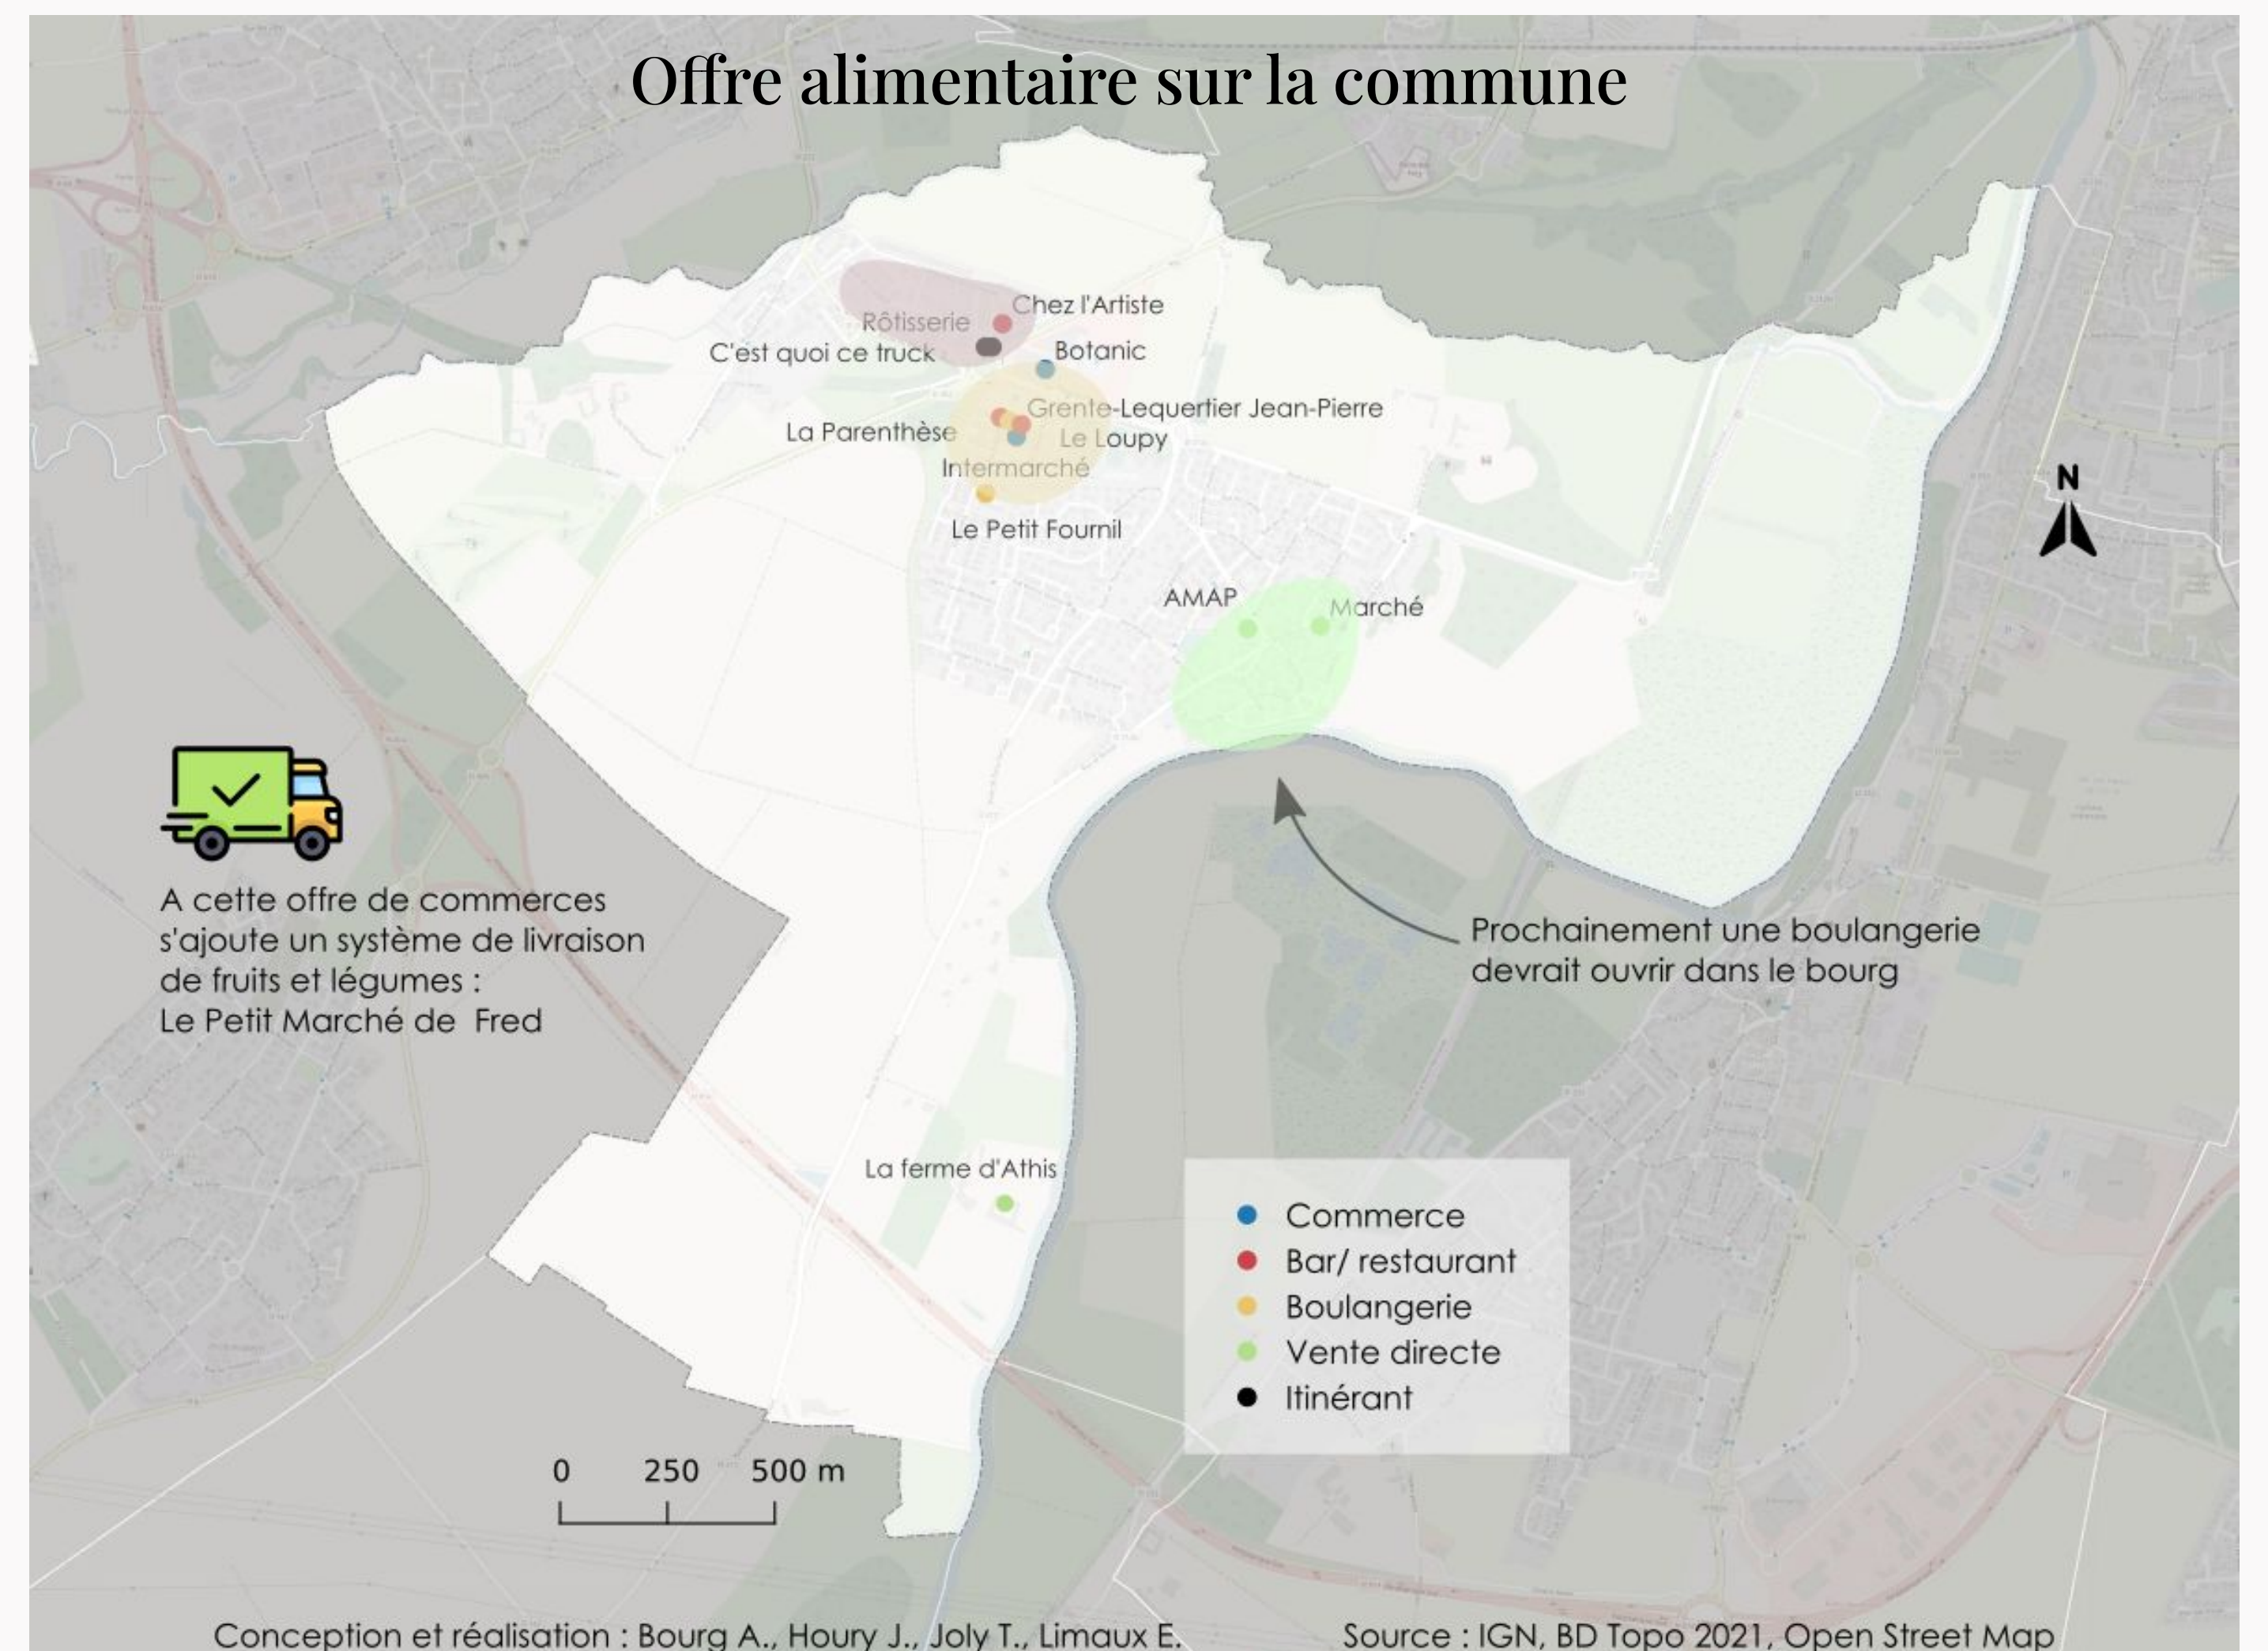 Offre alimentaire sur la commune
Chez l'Artiste
Rôtisserie
C'est quoi ce truck
Botanic
Grente-Lequertier Jean-Pierre
La Parenthèse
Le Loupy
Intermarché
Le Petit Fournil
AMAP
Marché
N
A cette offre de commerces
s'ajoute un système de livraison
de fruits et légumes :
Le Petit Marché de Fred
Prochainement une boulangerie
devrait ouvrir dans le bourg
La ferme d'Athis
Commerce
Bar/ restaurant
Boulangerie
Vente directe
Itinérant
0 250 500 m
Conception et réalisation : Bourg A., Houry J., Joly T., Limaux E.
Source : IGN, BD Topo 2021, Open Street Map